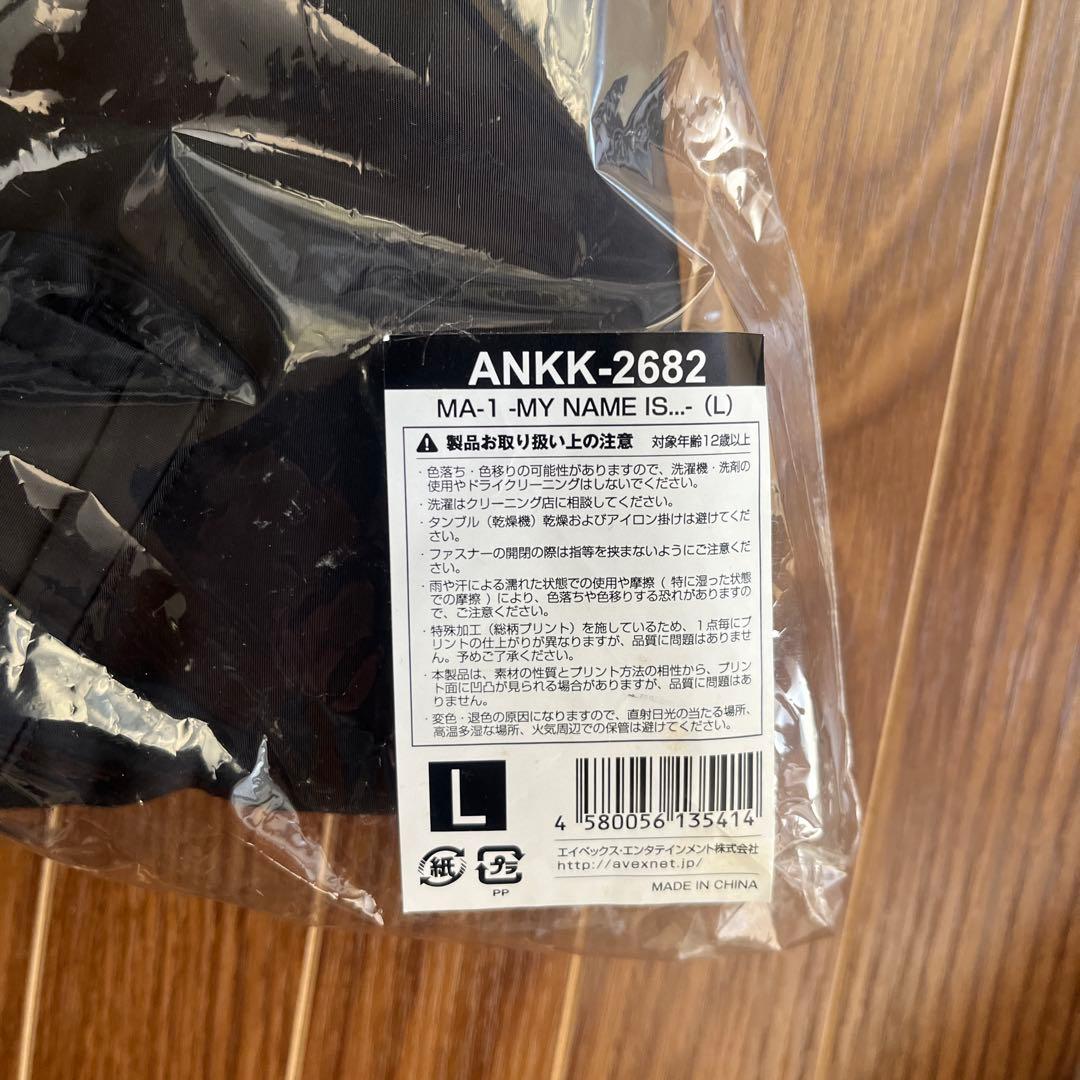 ANKK-2682
MA-1 -MY NAME IS...- (L)
製品お取り扱い上の注意 対象年齢12歳以上
・色落ち・色移りの可能性がありますので、洗濯機・洗剤の
使用やドライクリーニングはしないでください。
・洗濯はクリーニング店に相談してください。
・タンブル（乾燥機）乾燥およびアイロン掛けは避けてくだ
さい。
・ファスナーの開閉の際は指等を挟まないようにご注意くだ
さい。
・雨や汗による濡れた状態での使用や摩擦（特に湿った状態
での摩擦）により、色落ちや色移りする恐れがありますの
で、ご注意ください。
・特殊加工（総柄プリント）を施しているため、1点毎にプ
リントの仕上がりが異なりますが、品質に問題はありませ
ん。予めご了承ください。
・本製品は、素材の性質とプリント方法の相性から、プリン
ト面に凹凸が見られる場合がありますが、品質に問題はあ
りません。
・変色・退色の原因になりますので、直射日光の当たる場所、
高温多湿な場所、火気周辺での保管は避けてください。
L
4 580056 135414
エイベックス・エンタテインメント株式会社
http://avexnet.jp/
紙
プラ
PP
MADE IN CHINA